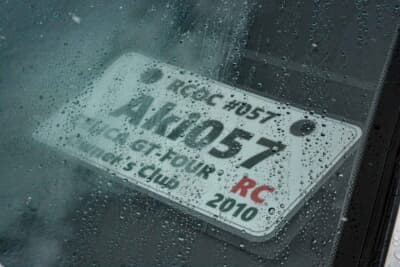 RCOC #057
Aki057
GT FOUR RC
Owner's Club 2010